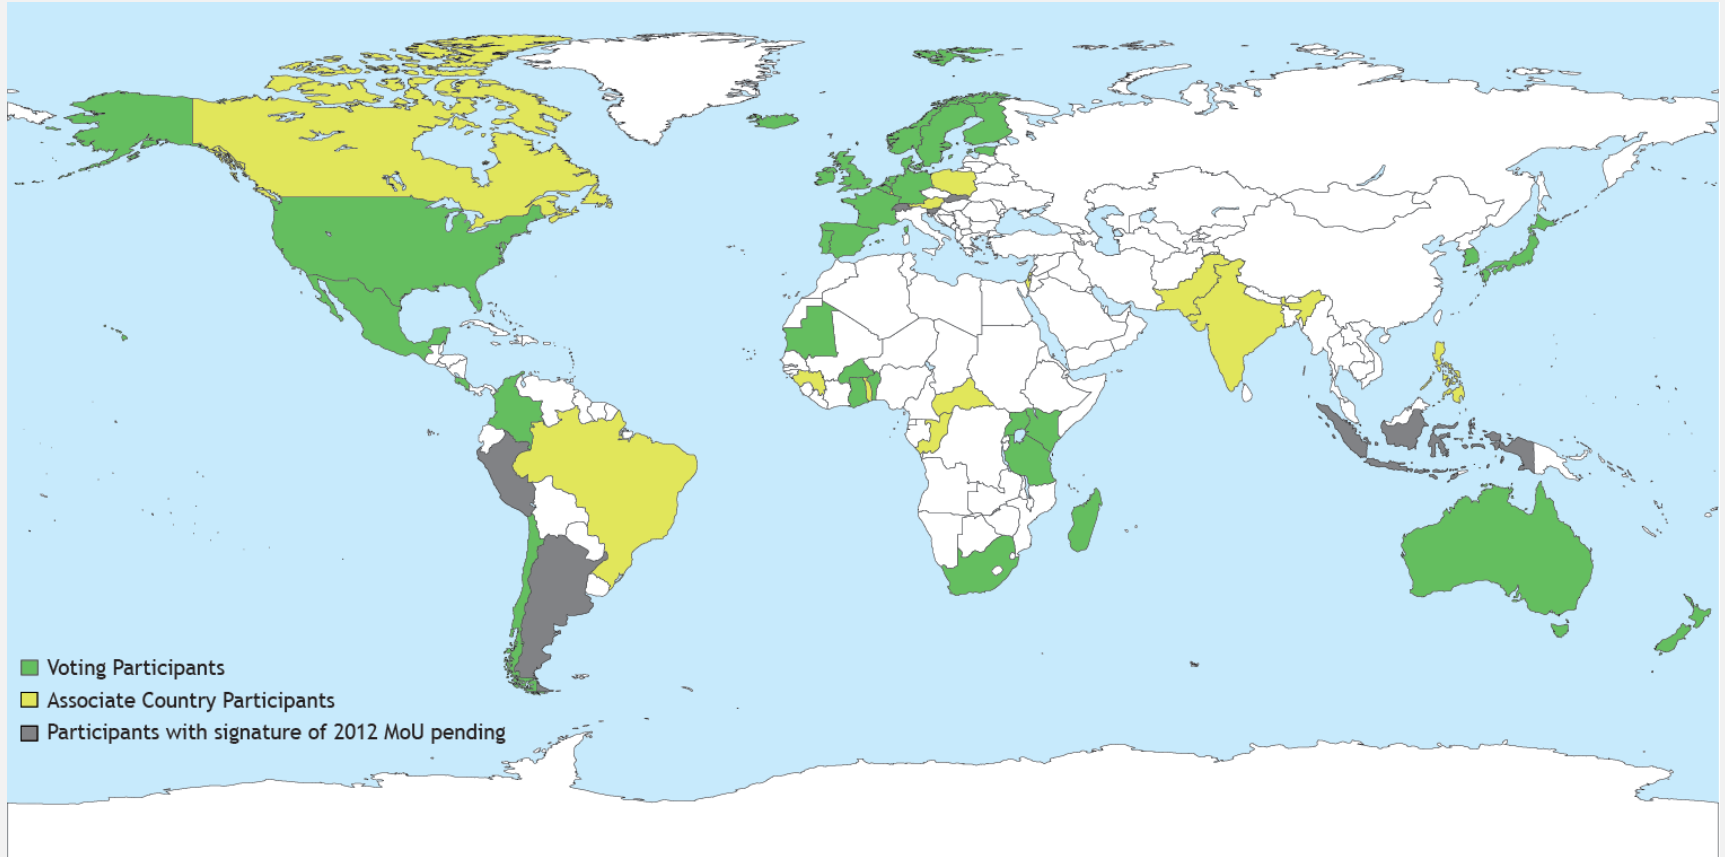 Voting Participants
Associate Country Participants
Participants with signature of 2012 MoU pending